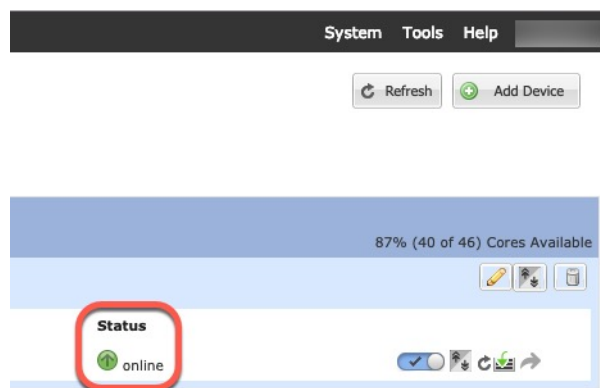 System Tools Help
Refresh Add Device
87% (40 of 46) Cores Available
Status
online